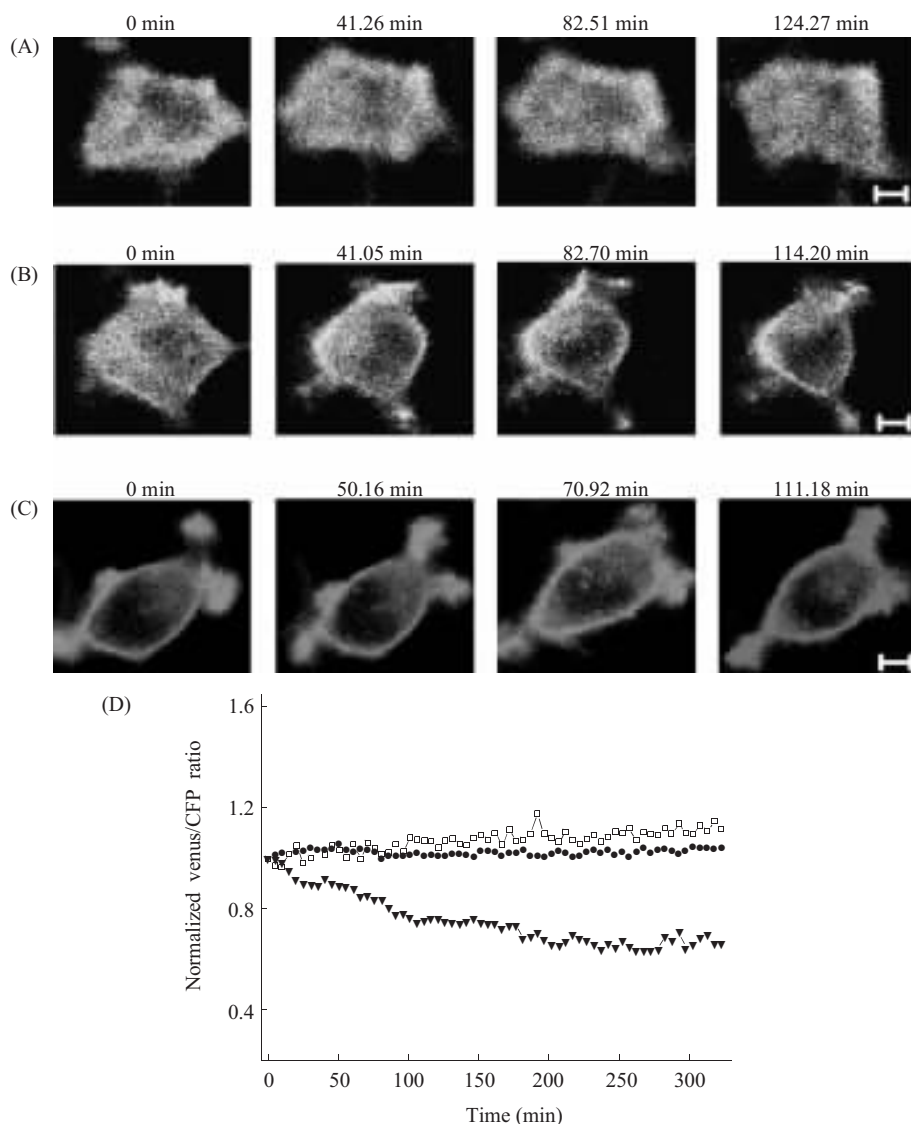 (A)
0 min 41.26 min 82.51 min 124.27 min
(B)
0 min 41.05 min 82.70 min 114.20 min
(C)
0 min 50.16 min 70.92 min 111.18 min
(D)
Normalized venus/CFP ratio
1.6
1.2
0.8
0.4
0 50 100 150 200 250 300
Time (min)